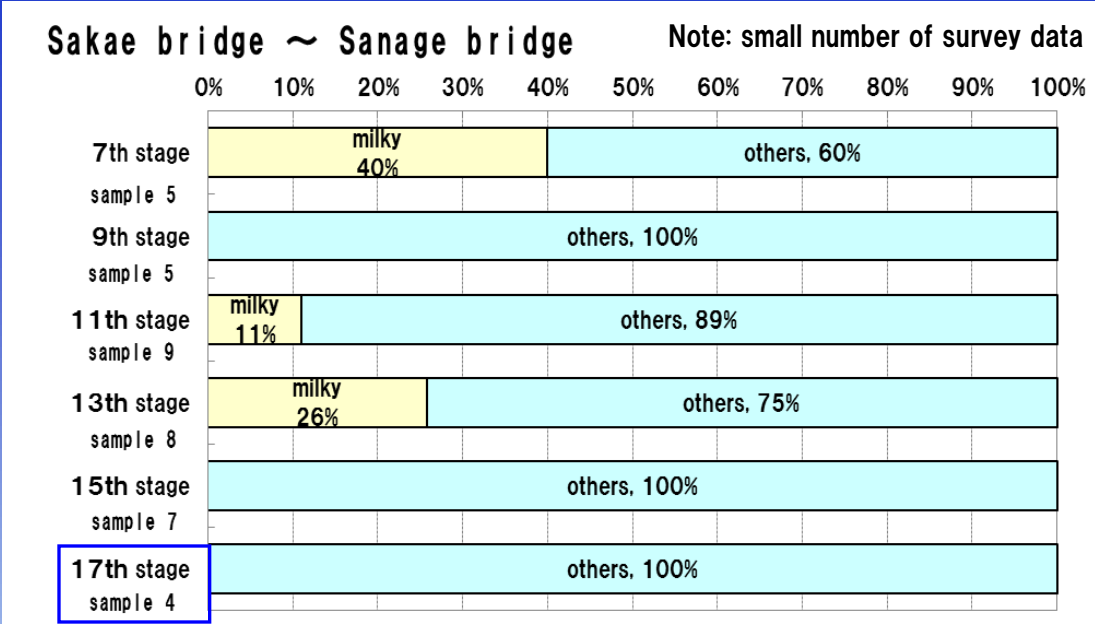 Sakae bridge ～ Sanage bridge
Note: small number of survey data
0% 10% 20% 30% 40% 50% 60% 70% 80% 90% 100%
7th stage
milky
40%
others, 60%
sample 5
9th stage
others, 100%
sample 5
11th stage
milky
11%
others, 89%
sample 9
13th stage
milky
26%
others, 75%
sample 8
15th stage
others, 100%
sample 7
17th stage
others, 100%
sample 4